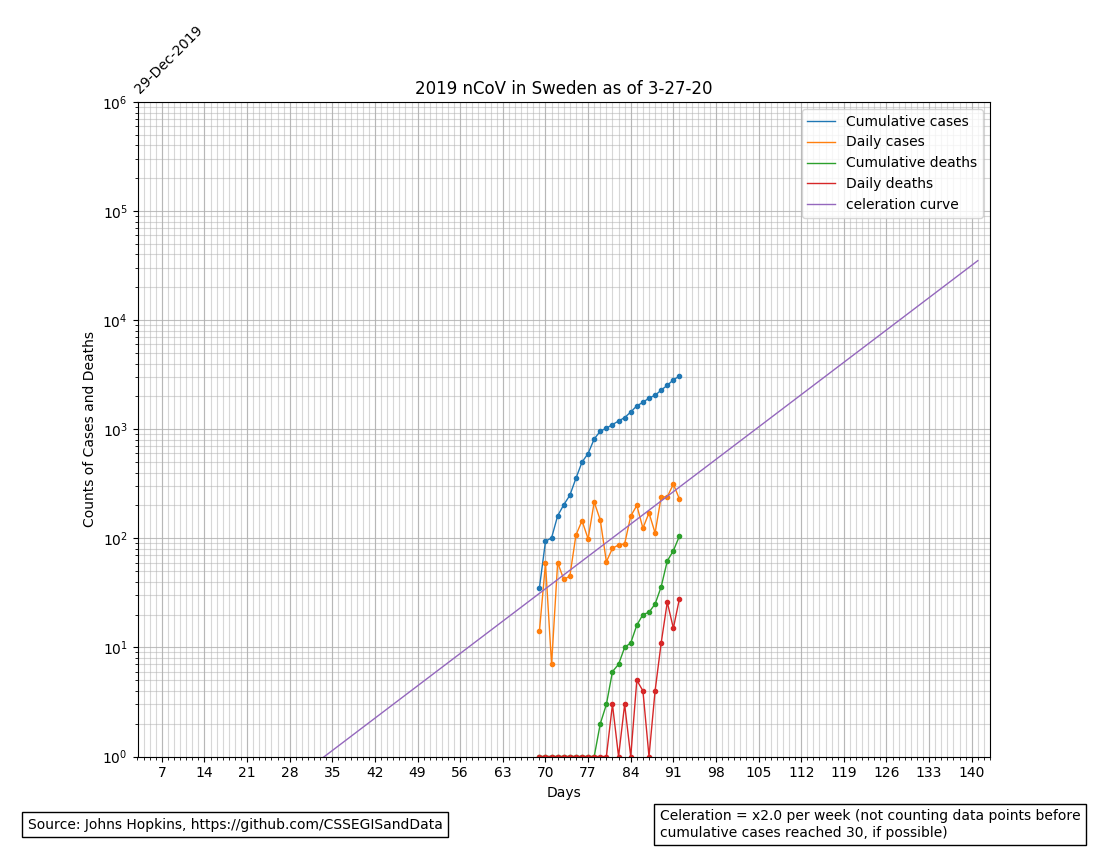 29-Dec-2019
2019 nCoV in Sweden as of 3-27-20
Cumulative cases
Daily cases
Cumulative deaths
Daily deaths
celeration curve
Counts of Cases and Deaths
10^6
10^5
10^4
10^3
10^2
10^1
10^0
7 14 21 28 35 42 49 56 63 70 77 84 91 98 105 112 119 126 133 140
Days
Source: Johns Hopkins, https://github.com/CSSEGISandData
Celeration = x2.0 per week (not counting data points before
cumulative cases reached 30, if possible)